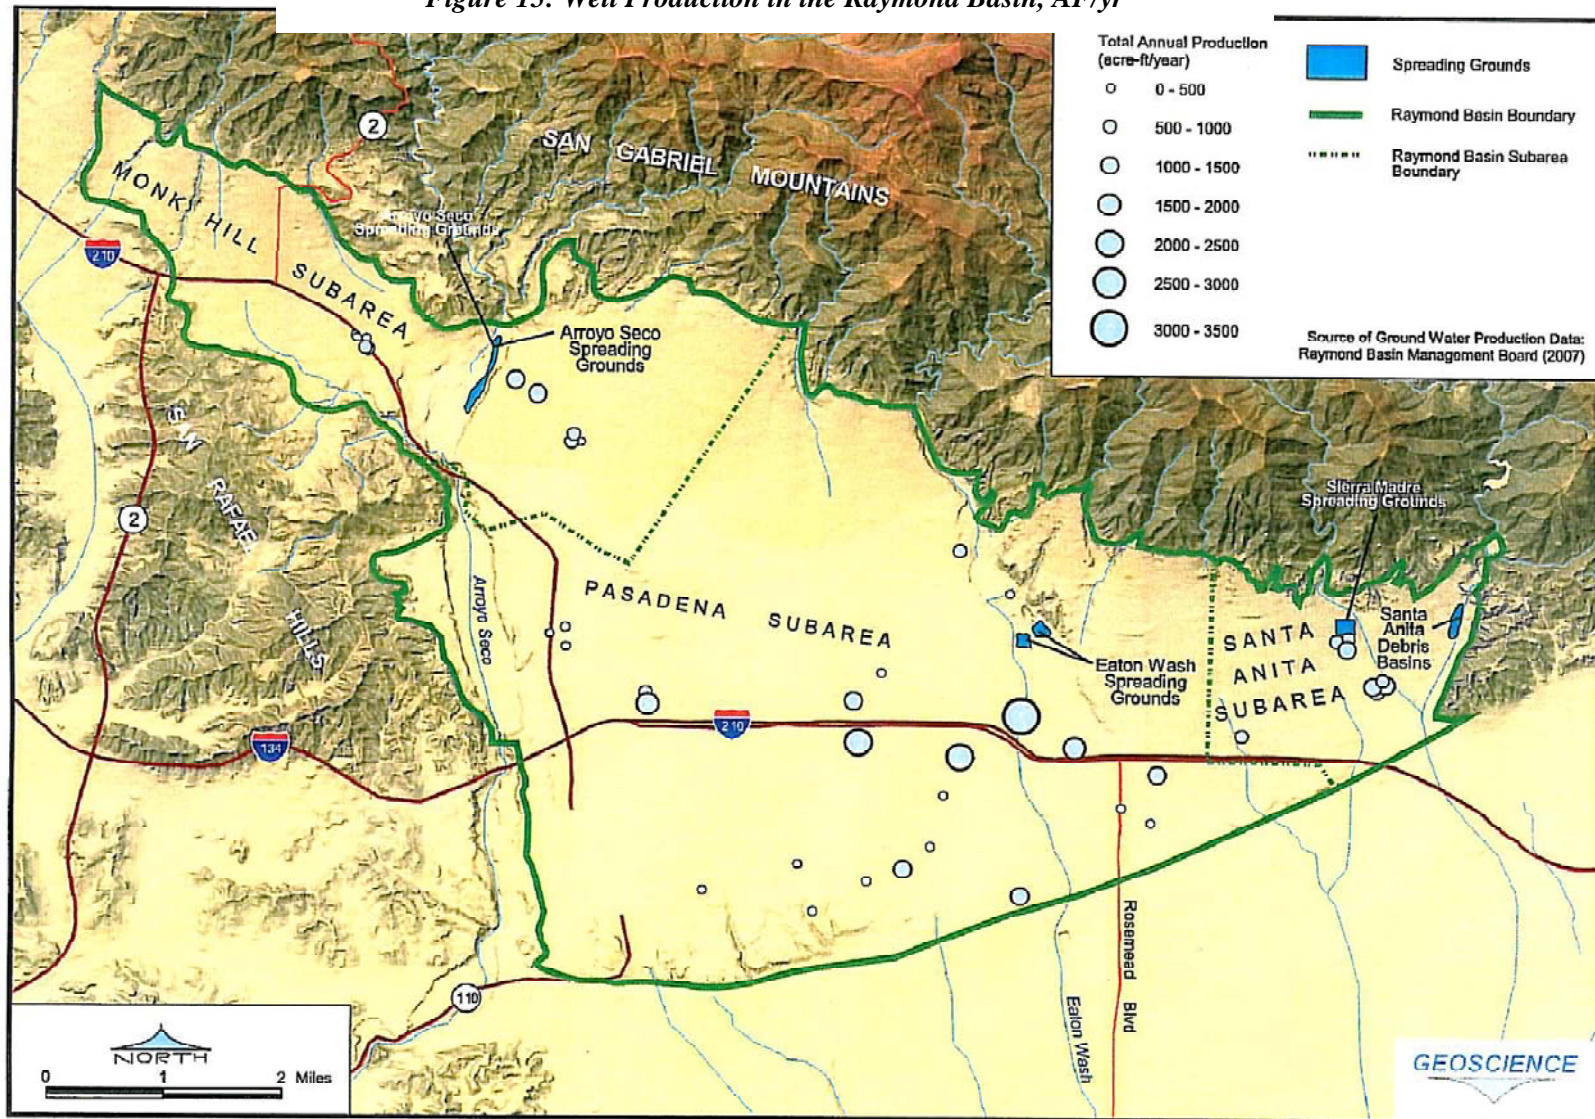 Figure 13: Well Production in the Raymond Basin, AF/yr
Total Annual Production
(acre-ft/year)
0 - 500
500 - 1000
1000 - 1500
1500 - 2000
2000 - 2500
2500 - 3000
3000 - 3500
Spreading Grounds
Raymond Basin Boundary
Raymond Basin Subarea
Boundary
Source of Ground Water Production Data:
Raymond Basin Management Board (2007)
2
SAN GABRIEL MOUNTAINS
MONK HILL
SUBAREA
210
Arroyo Seco
Spreading Grounds
Arroyo Seco
Spreading
Grounds
SAN
RAFAEL
HILLS
2
Sierra Madre
Spreading Grounds
PASADENA SUBAREA
Arroyo Seco
Eaton Wash
Spreading
Grounds
SANTA
ANITA
SUBAREA
Santa
Anita
Debris
Basins
210
134
Rosemead Blvd
Eaton Wash
110
NORTH
0 1 2 Miles
GEOSCIENCE